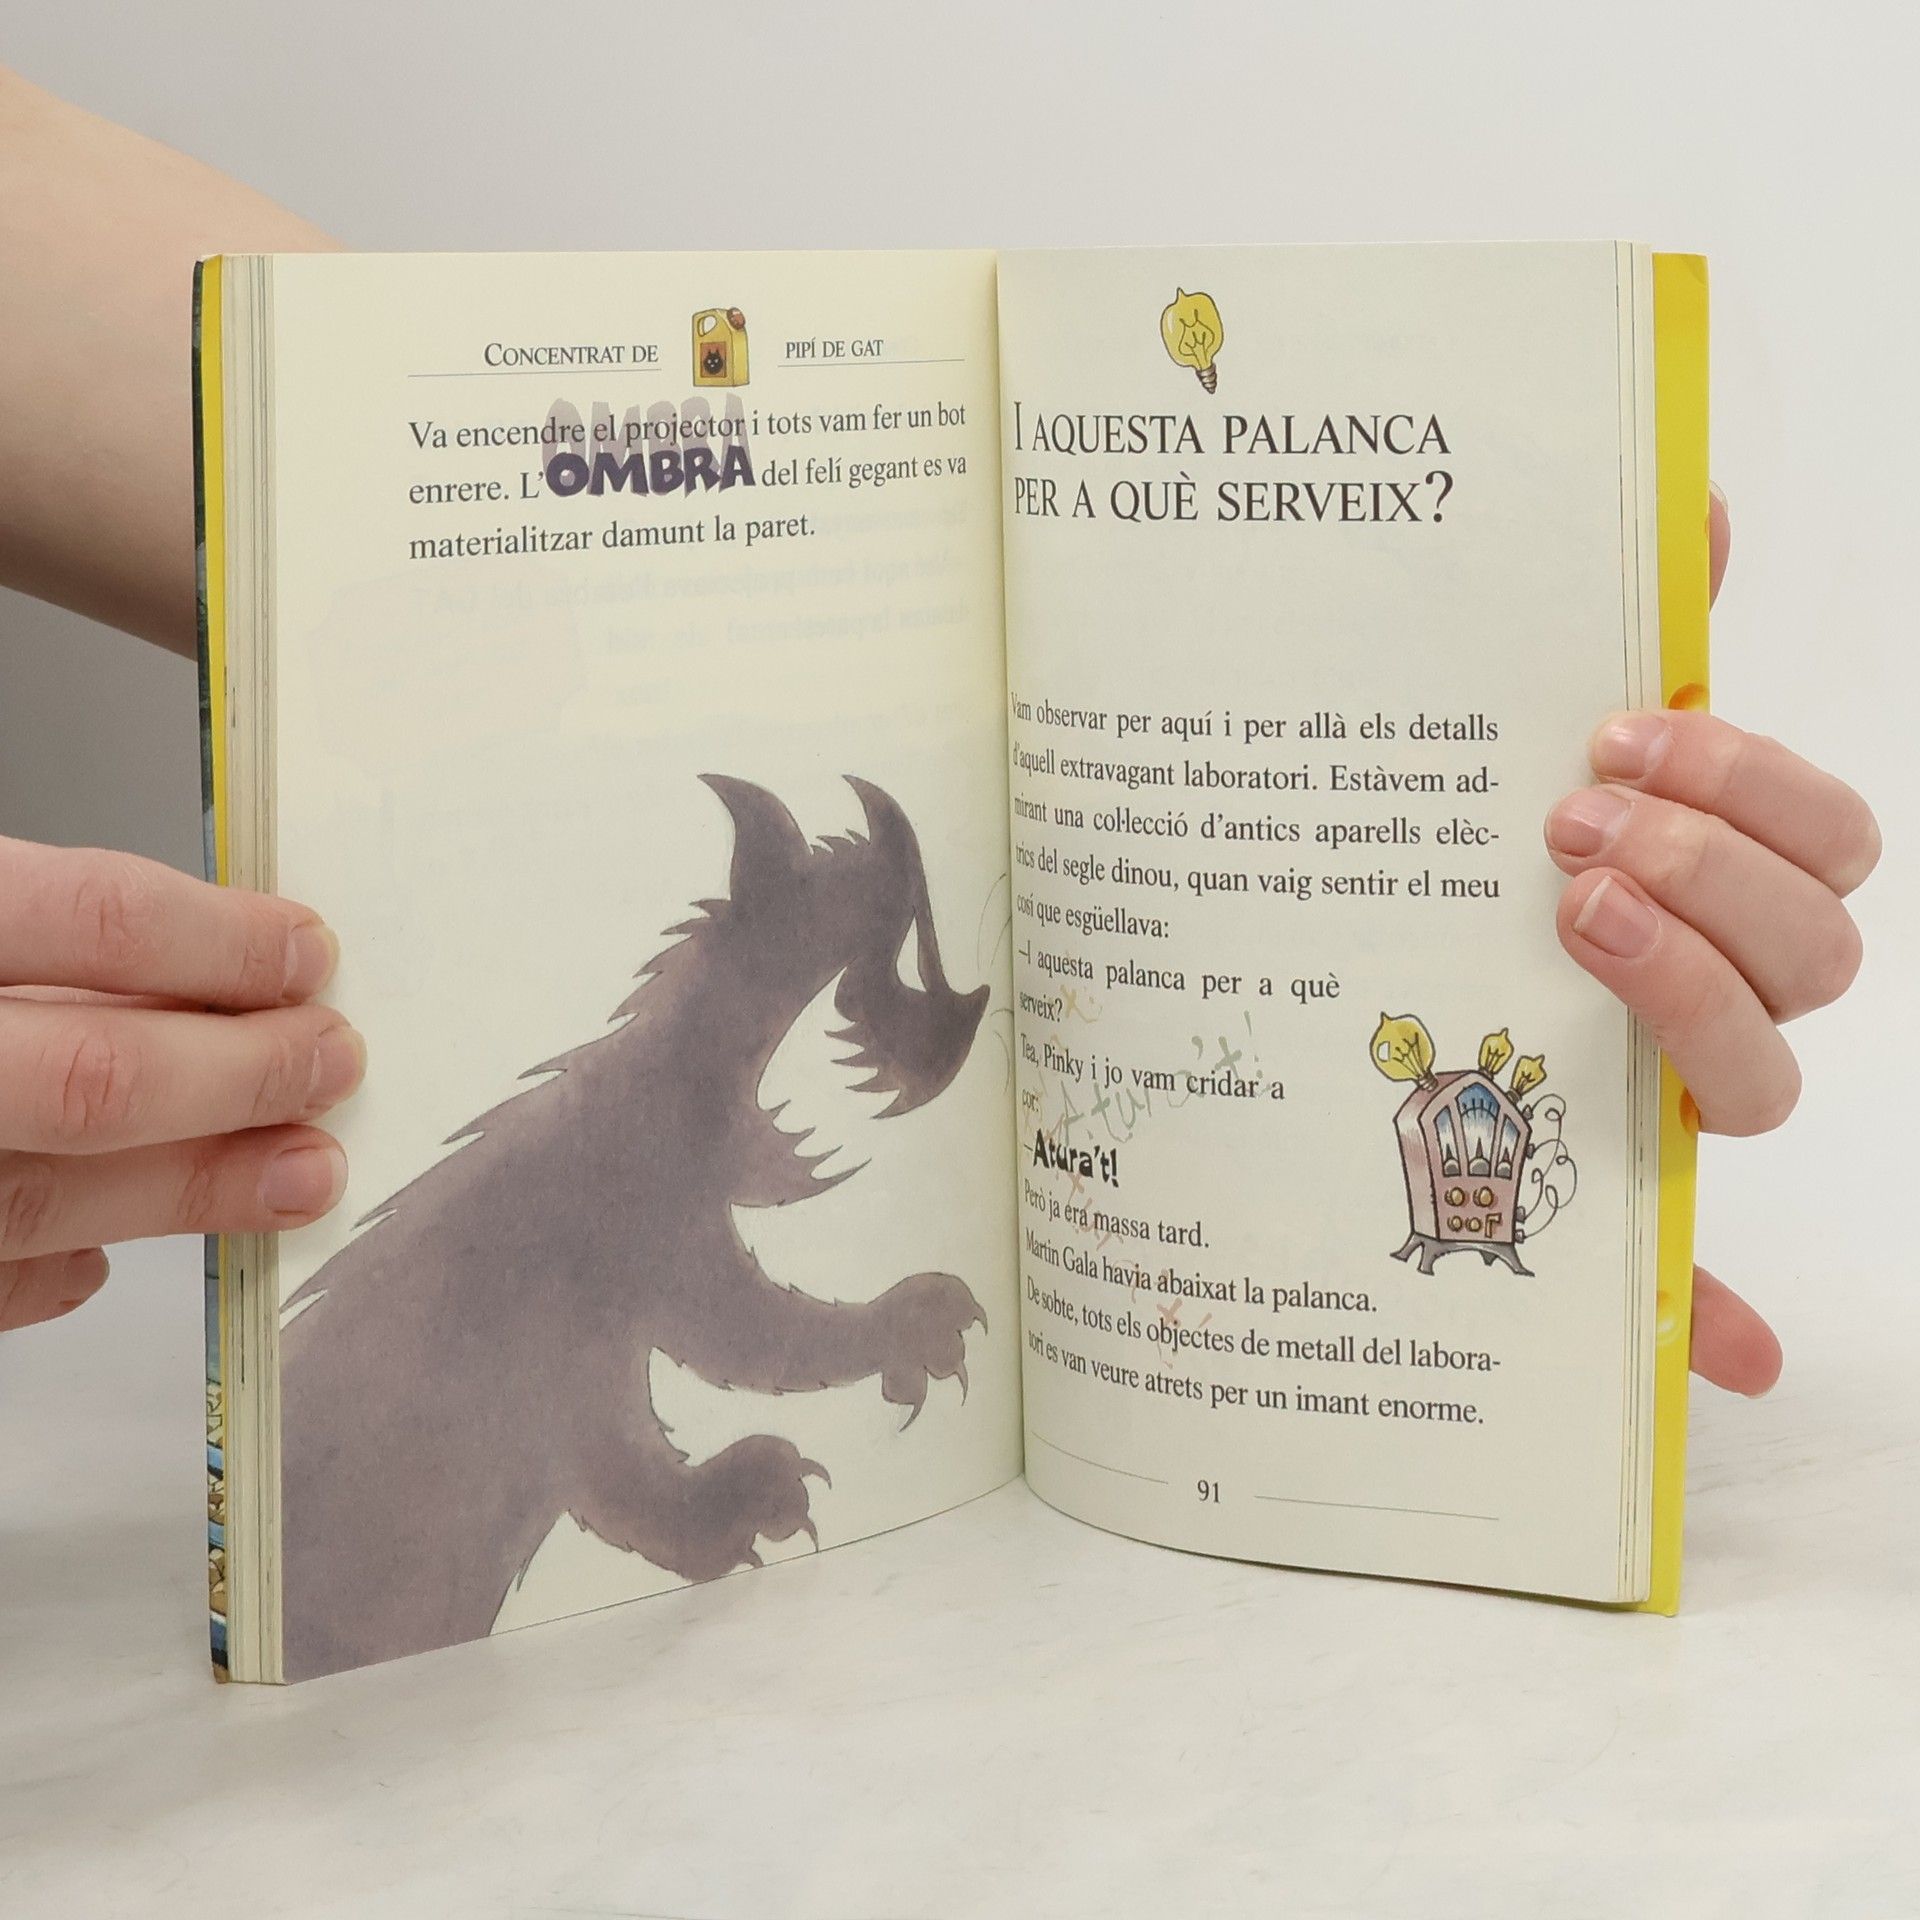 CONCENTRAT DE PIPÍ DE GAT
Va encendre el projector i tots vam fer un bot
enrere. L'OMBRA del felí gegant es va
materialitzar damunt la paret.
I AQUESTA PALANCA
PER A QUÈ SERVEIX?
Vam observar per aquí i per allà els detalls
d'aquell extravagant laboratori. Estàvem ad-
mirant una col·lecció d'antics aparells elèc-
trics del segle dinou, quan vaig sentir el meu
cosí que esgüellava:
–I aquesta palanca per a què
serveix?
Tea, Pinky i jo vam cridar a
cor:
–Atura't!
Però ja era massa tard.
Martin Gala havia abaixat la palanca.
De sobte, tots els objectes de metall del labora-
tori es van veure atrets per un imant enorme.
91